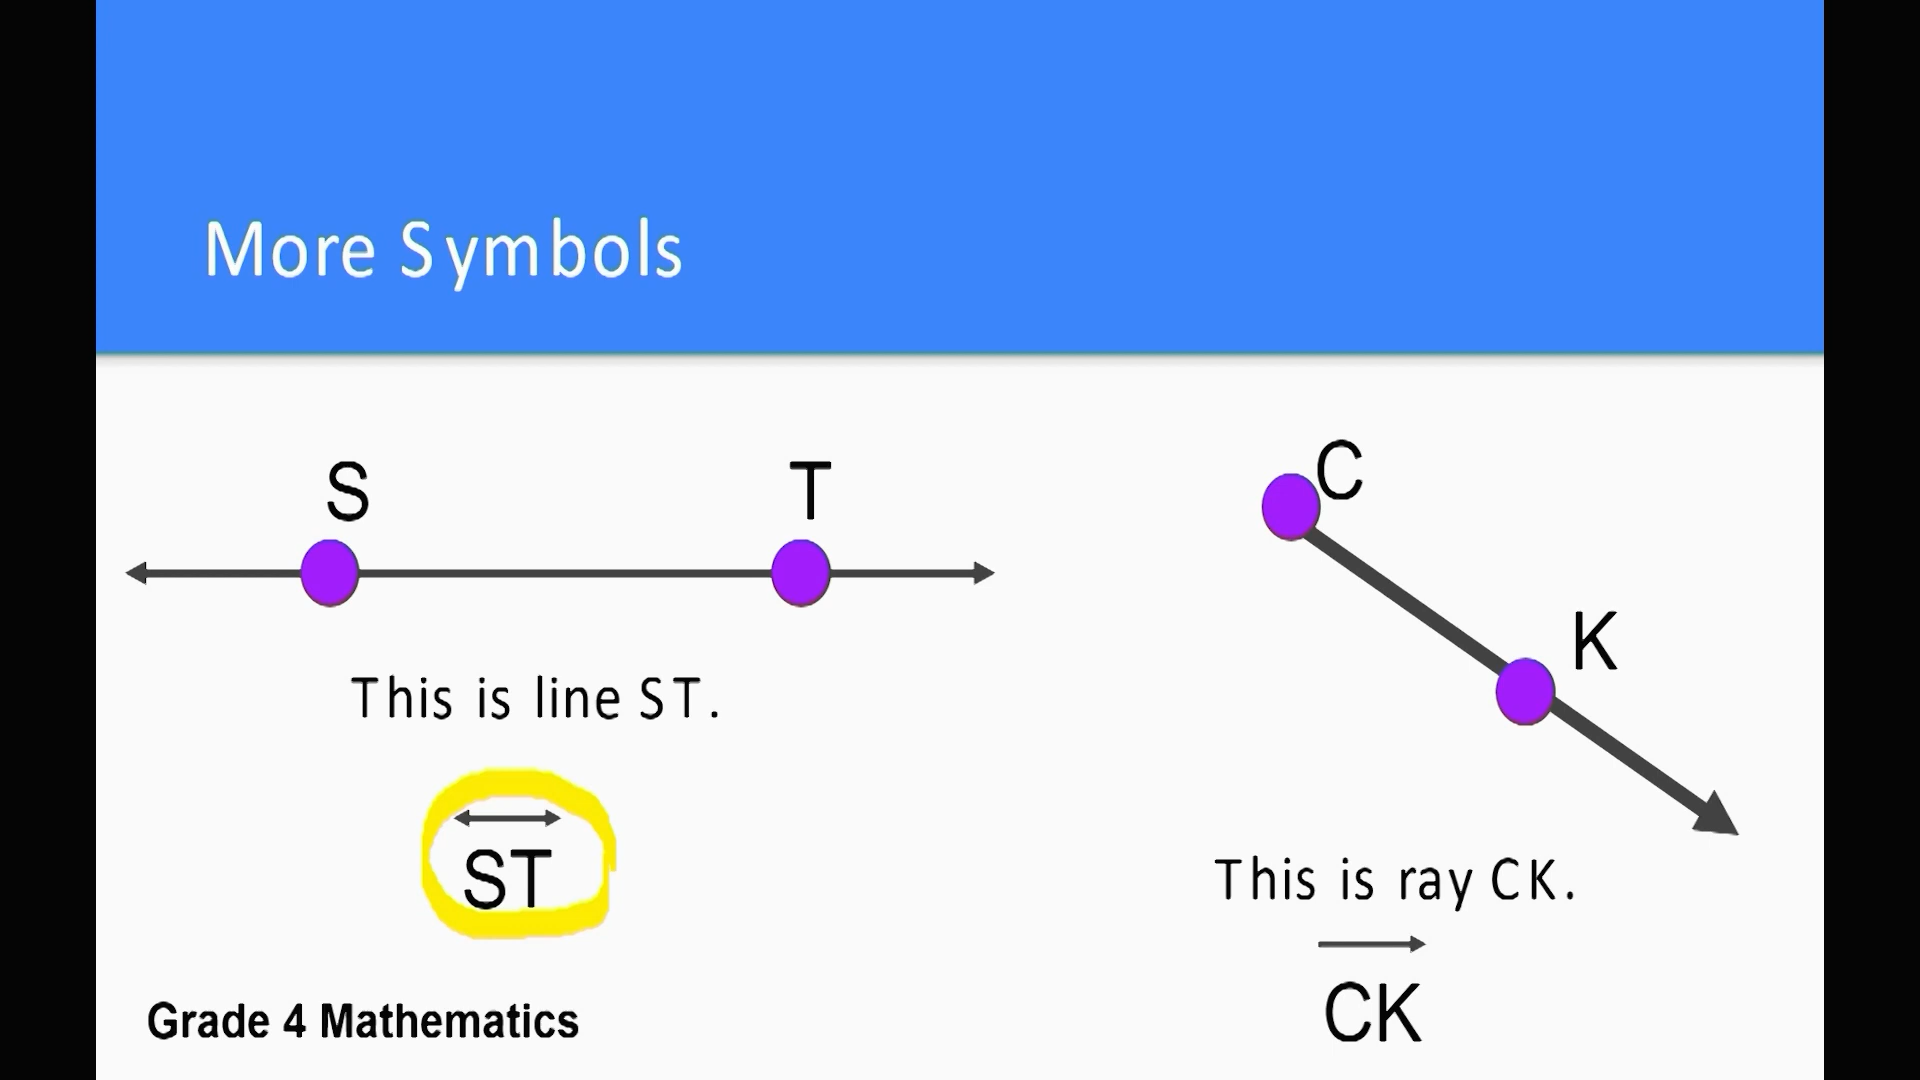 More Symbols
S
T
This is line ST.
ST
C
K
This is ray CK.
CK
Grade 4 Mathematics